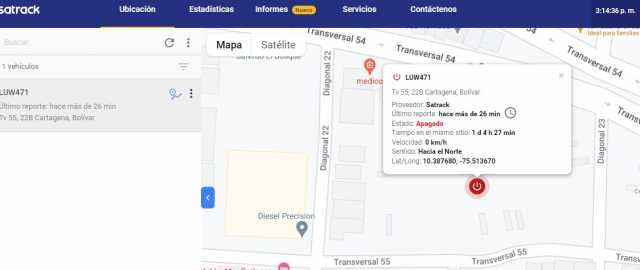 satrack
Ubicación
Estadísticas
Informes Nuevo
Servicios
Contáctenos
3:14:36 p. m.
Buscar
1 vehículos
LUW471
Último reporte: hace más de 26 min
Tv 55, 22B Cartagena, Bolívar
Mapa
Satélite
Transversal 54
Transversal 54
Transversal 54
ideal para familias
medico
Diagonal 22
Diagonal 22
Diagonal 23
LUW471
Tv 55, 22B Cartagena, Bolívar
Proveedor: Satrack
Último reporte: hace más de 26 min
Estado: Apagado
Tiempo en el mismo sitio: 1 d 4 h 27 min
Velocidad: 0 km/h
Sentido: Hacia el Norte
Lat/Long: 10.387680, -75.513670
Diesel Precision
Transversal 55
Transversal 55